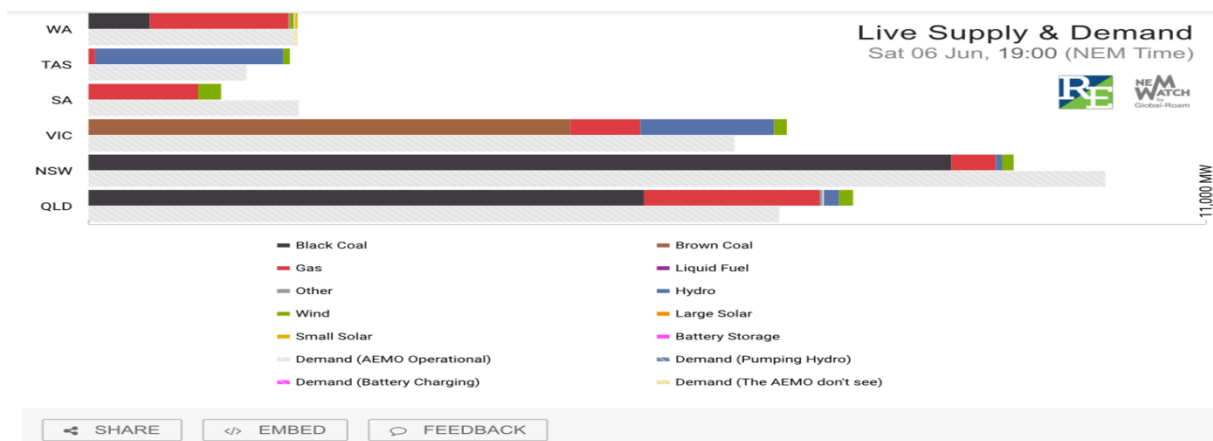 Live Supply & Demand
Sat 06 Jun, 19:00 (NEM Time)
RE
NEM
WATCH
by
Global-Roam
WA
TAS
SA
VIC
NSW
QLD
11,000 MW
Black Coal
Brown Coal
Gas
Liquid Fuel
Other
Hydro
Wind
Large Solar
Small Solar
Battery Storage
Demand (AEMO Operational)
Demand (Pumping Hydro)
Demand (Battery Charging)
Demand (The AEMO don't see)
SHARE
</> EMBED
FEEDBACK